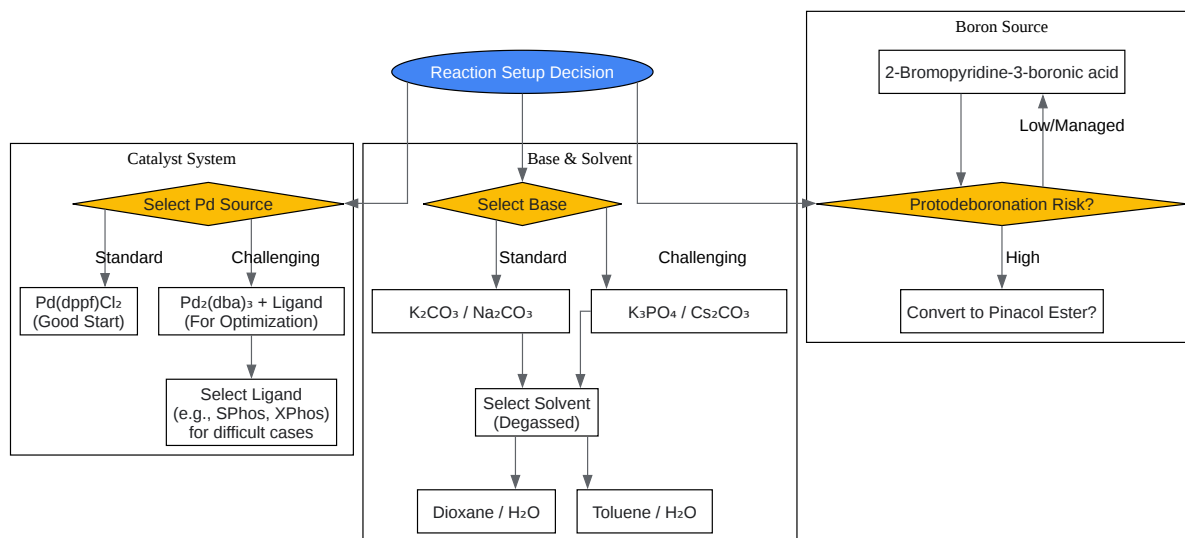 Boron Source
Reaction Setup Decision
2-Bromopyridine-3-boronic acid
Low/Managed
Catalyst System
Base & Solvent
Select Pd Source
Select Base
Protodeboronation Risk?
Standard
Challenging
Standard
Challenging
High
Pd(dppf)Cl₂
(Good Start)
Pd₂(dba)₃ + Ligand
(For Optimization)
K₂CO₃ / Na₂CO₃
K₃PO₄ / Cs₂CO₃
Convert to Pinacol Ester?
Select Ligand
(e.g., SPhos, XPhos)
for difficult cases
Select Solvent
(Degassed)
Dioxane / H₂O
Toluene / H₂O